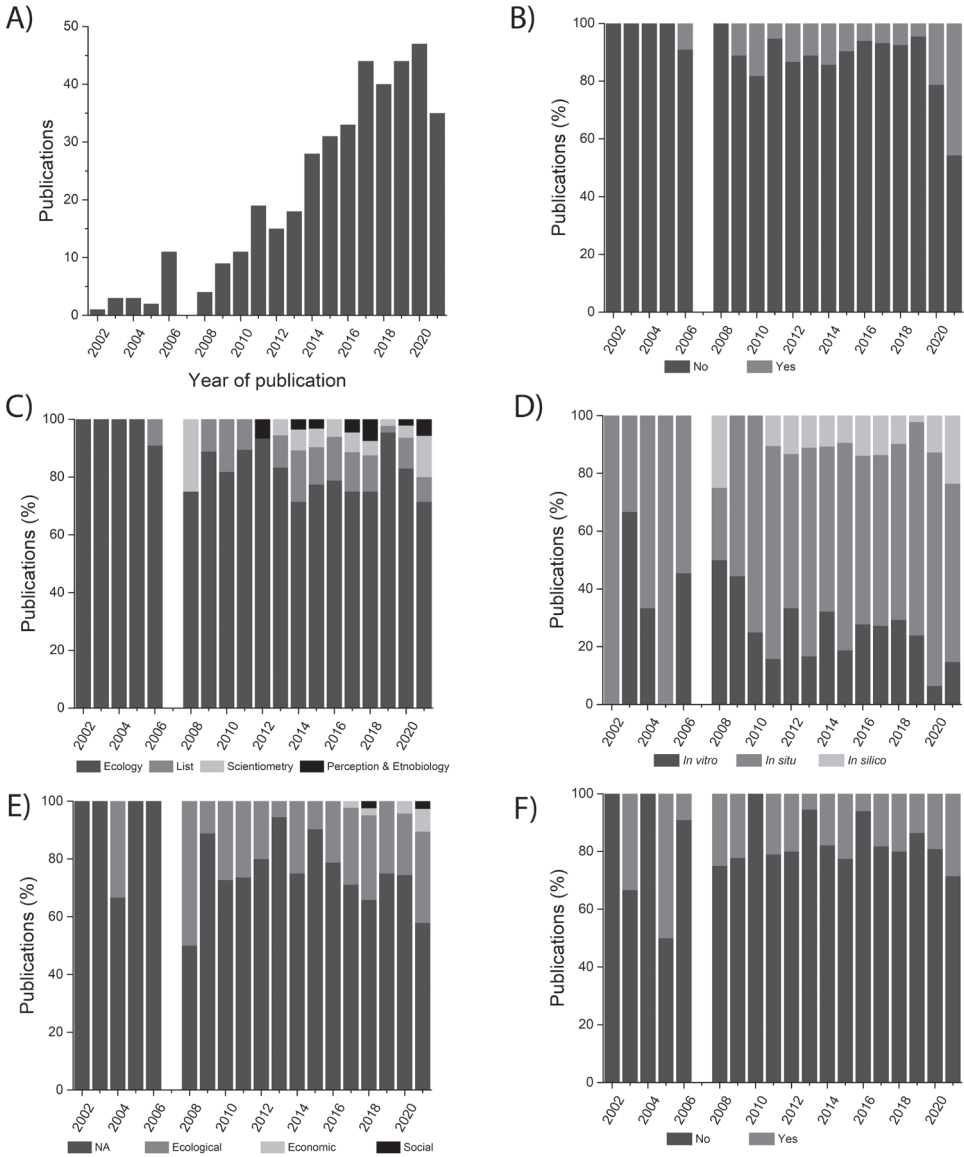 A)
50
40
30
20
10
0
Publications
2002 2004 2006 2008 2010 2012 2014 2016 2018 2020
Year of publication
B)
100
80
60
40
20
0
Publications (%)
2002 2004 2006 2008 2010 2012 2014 2016 2018 2020
No Yes
C)
100
80
60
40
20
0
Publications (%)
2002 2004 2006 2008 2010 2012 2014 2016 2018 2020
Ecology List Scientiometry Perception & Etnobiology
D)
100
80
60
40
20
0
Publications (%)
2002 2004 2006 2008 2010 2012 2014 2016 2018 2020
In vitro In situ In silico
E)
100
80
60
40
20
0
Publications (%)
2002 2004 2006 2008 2010 2012 2014 2016 2018 2020
NA Ecological Economic Social
F)
100
80
60
40
20
0
Publications (%)
2002 2004 2006 2008 2010 2012 2014 2016 2018 2020
No Yes